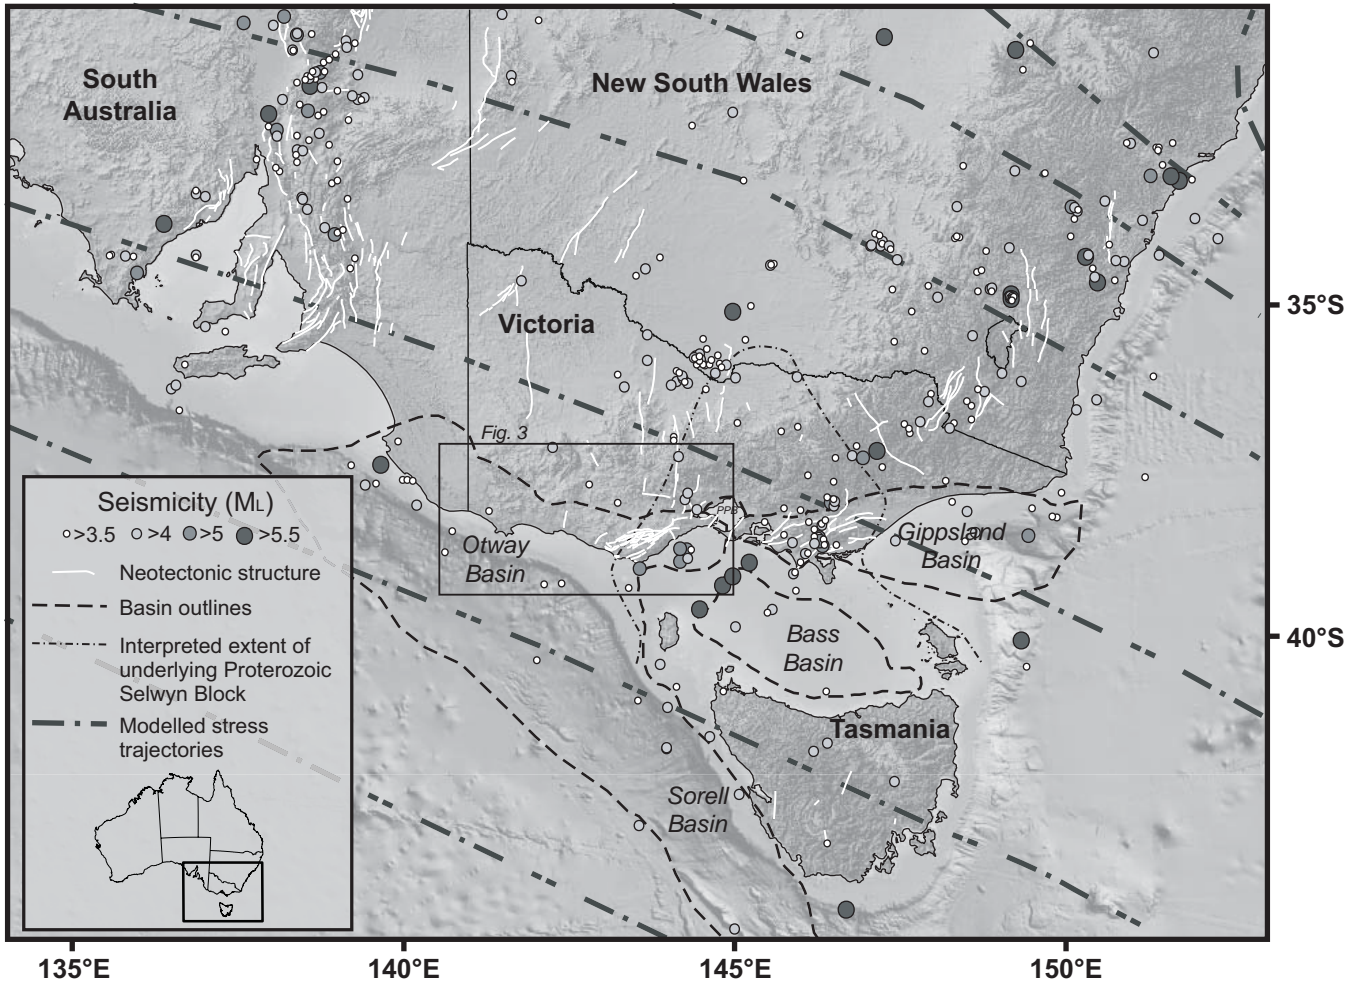 South
Australia
New South Wales
35°S
Victoria
Fig. 3
PPB
Seismicity (ML)
>3.5 >4 >5 >5.5
Neotectonic structure
Basin outlines
Interpreted extent of
underlying Proterozoic
Selwyn Block
Modelled stress
trajectories
Otway
Basin
Gippsland
Basin
Bass
Basin
40°S
Tasmania
Sorell
Basin
135°E 140°E 145°E 150°E